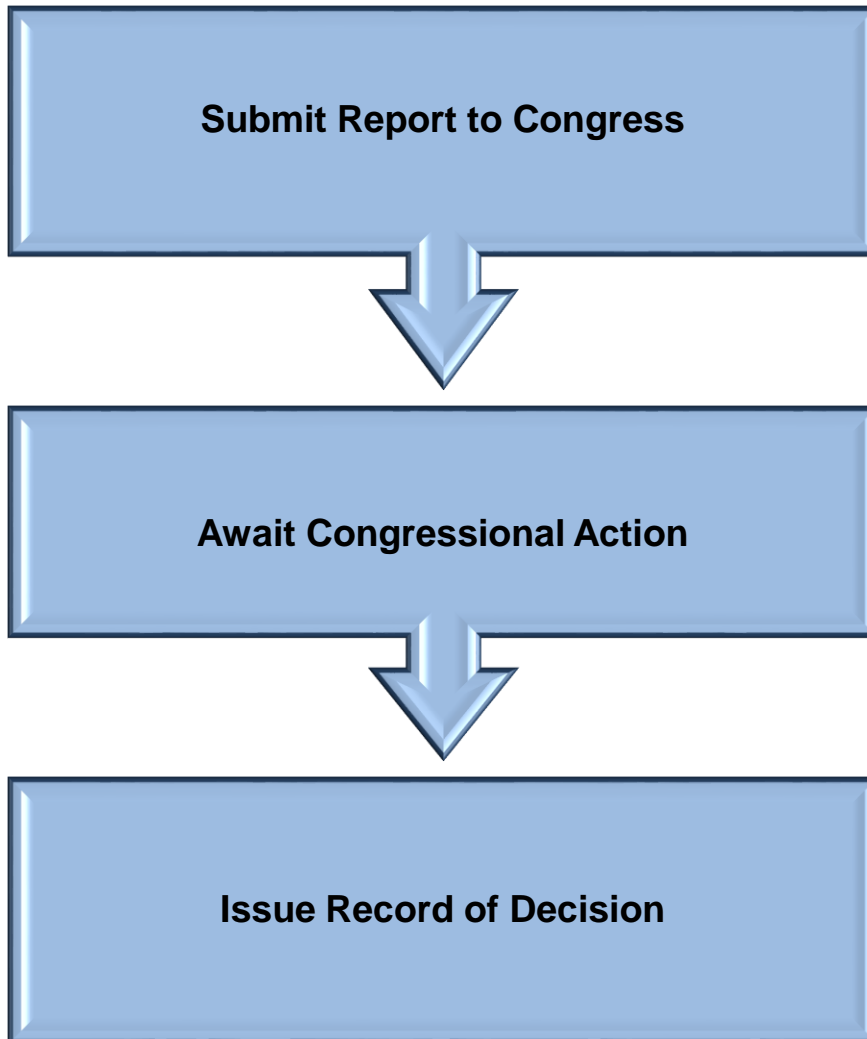 Submit Report to Congress
Await Congressional Action
Issue Record of Decision